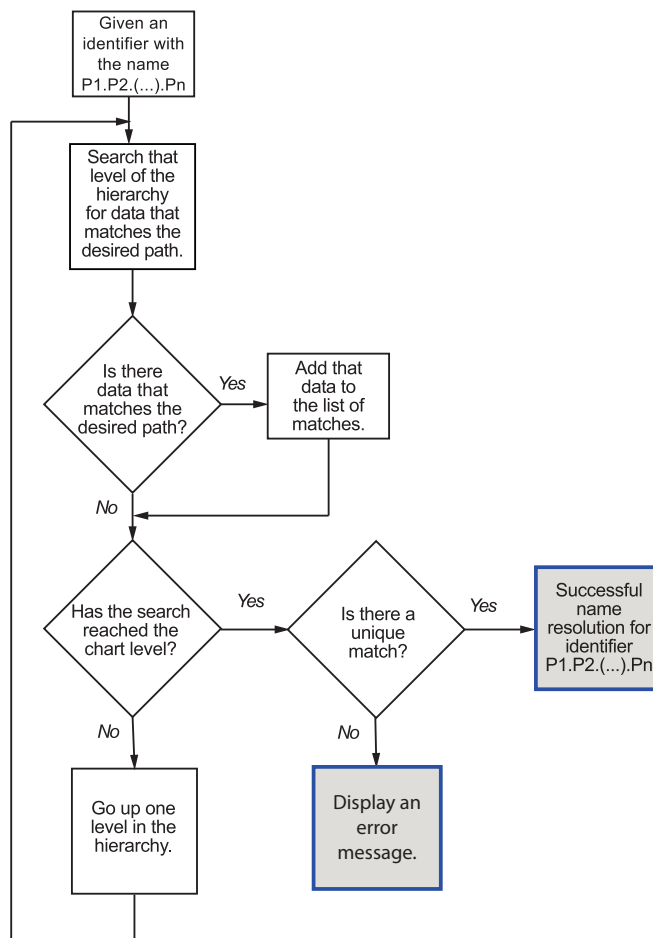 Given an
identifier with
the name
P1.P2.(...).Pn
Search that
level of the
hierarchy
for data that
matches the
desired path.
Is there
data that
matches the
desired path?
Yes
Add that
data to
the list of
matches.
No
Has the search
reached the
chart level?
Yes
Is there a
unique
match?
Yes
Successful
name
resolution for
identifier
P1.P2.(...).Pn
No
Go up one
level in the
hierarchy.
No
Display an
error
message.